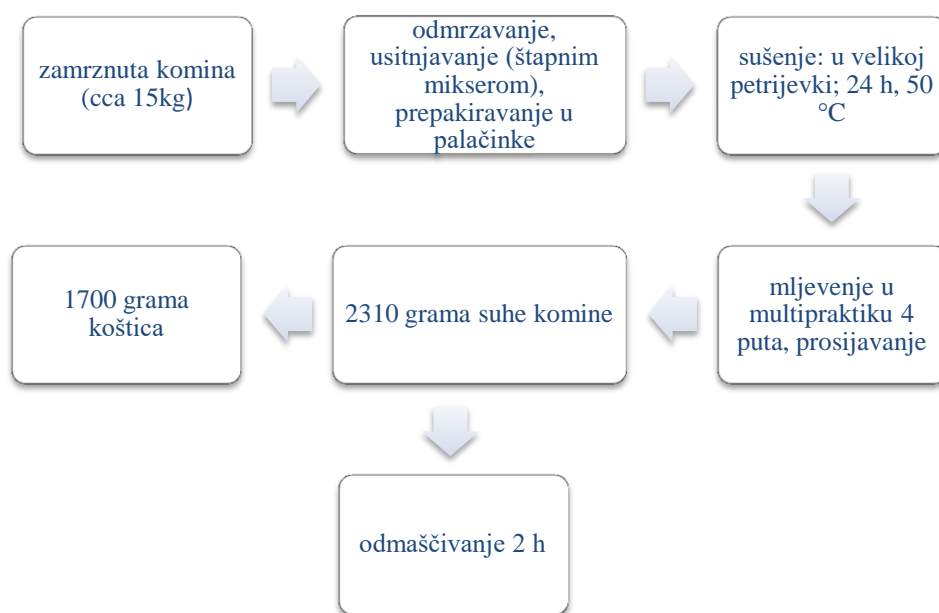 zamrznuta komina
(cca 15kg)
odmrzavanje,
usitnjavanje (štapnim
mikserom),
prepakiravanje u
palačinke
sušenje: u velikoj
petrijevki; 24 h, 50
°C
mljevenje u
multipraktiku 4
puta, prosijavanje
2310 grama suhe komine
1700 grama
koštica
odmaščivanje 2 h